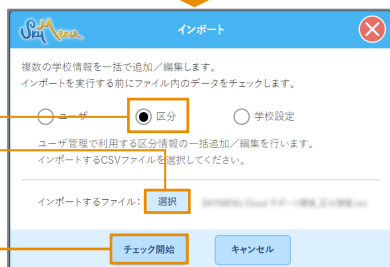 SkyMenu
インポート
複数の学校情報を一括で追加／編集します。
インポートを実行する前にファイル内のデータをチェックします。
ユーザ 区分 学校設定
ユーザ管理で利用する区分情報の一括追加／編集を行います。
インポートするCSVファイルを選択してください。
インポートするファイル： 選択
チェック開始 キャンセル